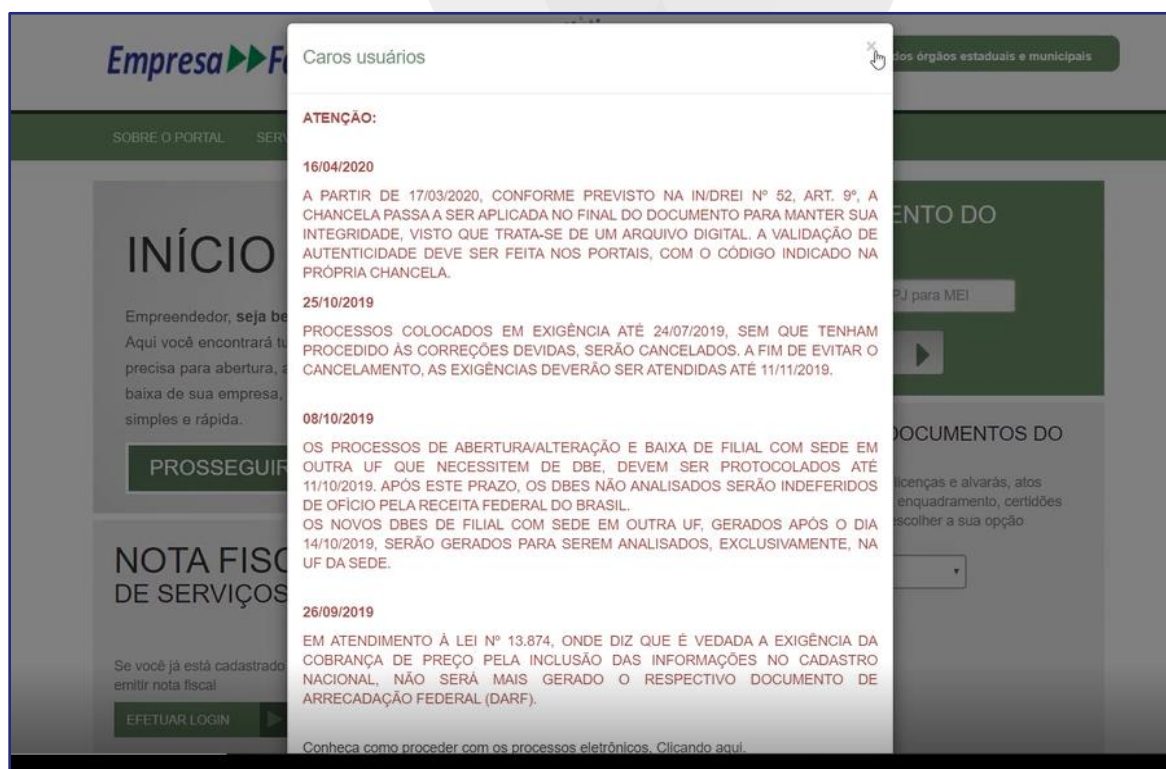 Empresa
Caros usuários
×
dos órgãos estaduais e municipais
SOBRE O PORTAL
ATENÇÃO:
16/04/2020
A PARTIR DE 17/03/2020, CONFORME PREVISTO NA IN/DREI Nº 52, ART. 9º, A
CHANCELA PASSA A SER APLICADA NO FINAL DO DOCUMENTO PARA MANTER SUA
INTEGRIDADE, VISTO QUE TRATA-SE DE UM ARQUIVO DIGITAL. A VALIDAÇÃO DE
AUTENTICIDADE DEVE SER FEITA NOS PORTAIS, COM O CÓDIGO INDICADO NA
PRÓPRIA CHANCELA.
25/10/2019
PROCESSOS COLOCADOS EM EXIGÊNCIA ATÉ 24/07/2019, SEM QUE TENHAM
PROCEDIDO ÀS CORREÇÕES DEVIDAS, SERÃO CANCELADOS. A FIM DE EVITAR O
CANCELAMENTO, AS EXIGÊNCIAS DEVERÃO SER ATENDIDAS ATÉ 11/11/2019.
08/10/2019
OS PROCESSOS DE ABERTURA/ALTERAÇÃO E BAIXA DE FILIAL COM SEDE EM
OUTRA UF QUE NECESSITEM DE DBE, DEVEM SER PROTOCOLADOS ATÉ
11/10/2019. APÓS ESTE PRAZO, OS DBES NÃO ANALISADOS SERÃO INDEFERIDOS
DE OFÍCIO PELA RECEITA FEDERAL DO BRASIL.
OS NOVOS DBES DE FILIAL COM SEDE EM OUTRA UF, GERADOS APÓS O DIA
14/10/2019, SERÃO GERADOS PARA SEREM ANALISADOS, EXCLUSIVAMENTE, NA
UF DA SEDE.
26/09/2019
EM ATENDIMENTO À LEI Nº 13.874, ONDE DIZ QUE É VEDADA A EXIGÊNCIA DA
COBRANÇA DE PREÇO PELA INCLUSÃO DAS INFORMAÇÕES NO CADASTRO
NACIONAL, NÃO SERÁ MAIS GERADO O RESPECTIVO DOCUMENTO DE
ARRECADAÇÃO FEDERAL (DARF).
Conheça como proceder com os processos eletrônicos. Clicando aqui.
INÍCIO
Empreendedor, seja be
Aqui você encontrará tu
precisa para abertura, a
baixa de sua empresa,
simples e rápida.
PROSSEGUIR
NOTA FISC
DE SERVIÇOS
Se você já está cadastrado
emitir nota fiscal
EFETUAR LOGIN
ENTO DO
PJ para MEI
DOCUMENTOS DO
licenças e alvarás, atos
enquadramento, certidões
escolher a sua opção